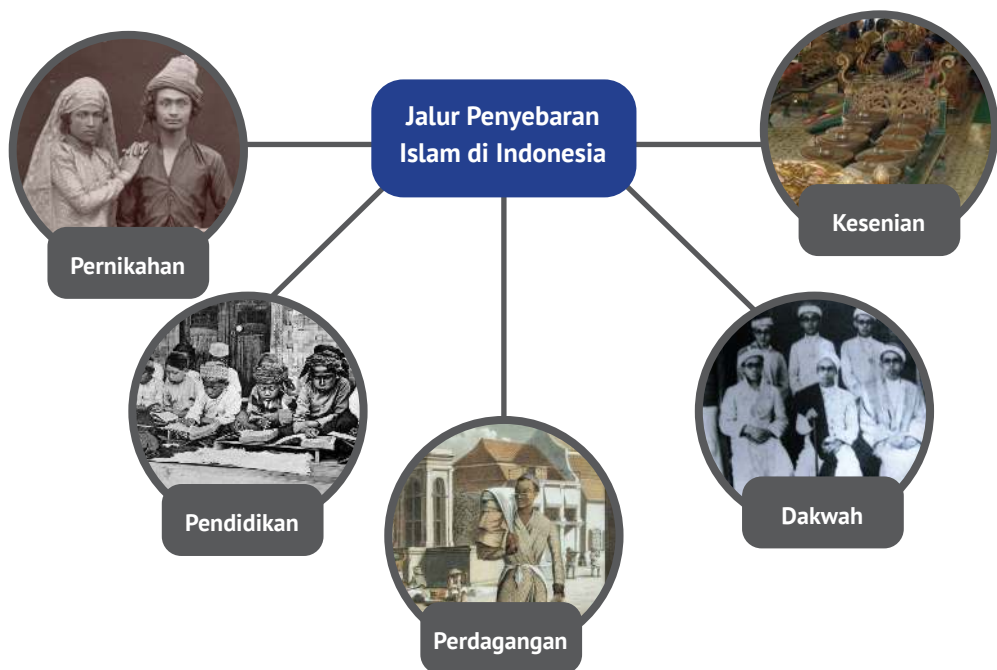 Jalur Penyebaran
Islam di Indonesia
Pernikahan
Kesenian
Pendidikan
Dakwah
Perdagangan